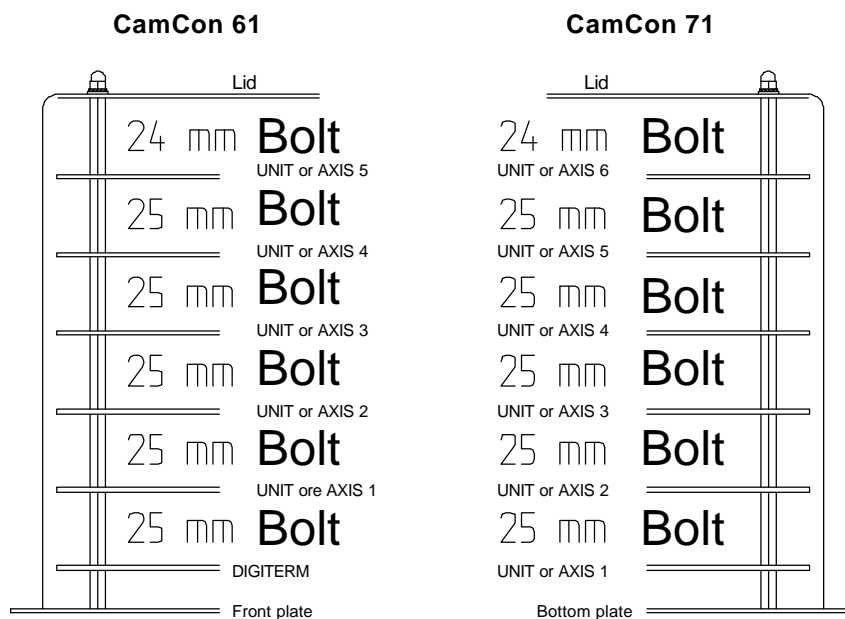 CamCon 61
Lid
24 mm Bolt
UNIT or AXIS 5
25 mm Bolt
UNIT or AXIS 4
25 mm Bolt
UNIT or AXIS 3
25 mm Bolt
UNIT or AXIS 2
25 mm Bolt
UNIT ore AXIS 1
25 mm Bolt
DIGITERM
Front plate
CamCon 71
Lid
24 mm Bolt
UNIT or AXIS 6
25 mm Bolt
UNIT or AXIS 5
25 mm Bolt
UNIT or AXIS 4
25 mm Bolt
UNIT or AXIS 3
25 mm Bolt
UNIT or AXIS 2
25 mm Bolt
UNIT or AXIS 1
Bottom plate